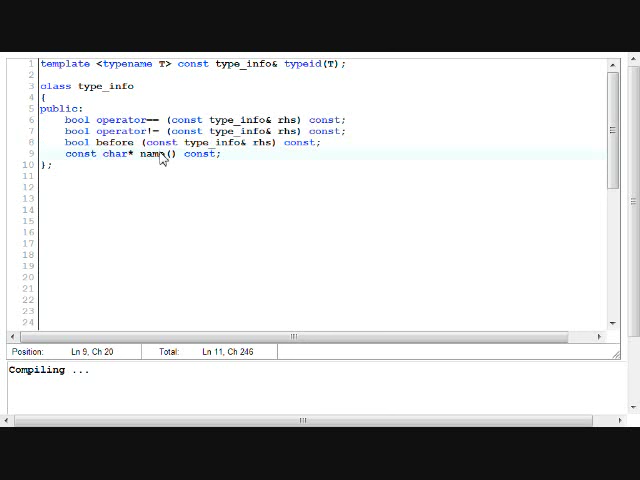 1 template <typename T> const type_info& typeid(T);
2
3 class type_info
4 {
5 public:
6 bool operator== (const type_info& rhs) const;
7 bool operator!= (const type_info& rhs) const;
8 bool before (const type_info& rhs) const;
9 const char* name() const;
10 };
11
12
13
14
15
16
17
18
19
20
21
22
23
24
Position: Ln 9, Ch 20 Total: Ln 11, Ch 246
Compiling ...